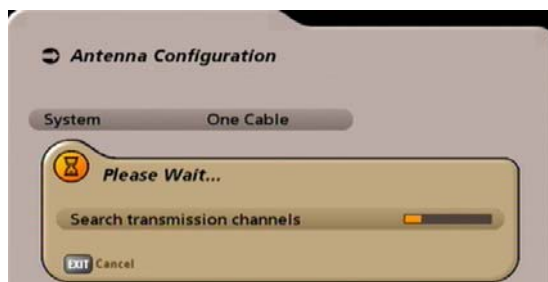 Antenna Configuration
System One Cable
Please Wait...
Search transmission channels
EXIT Cancel